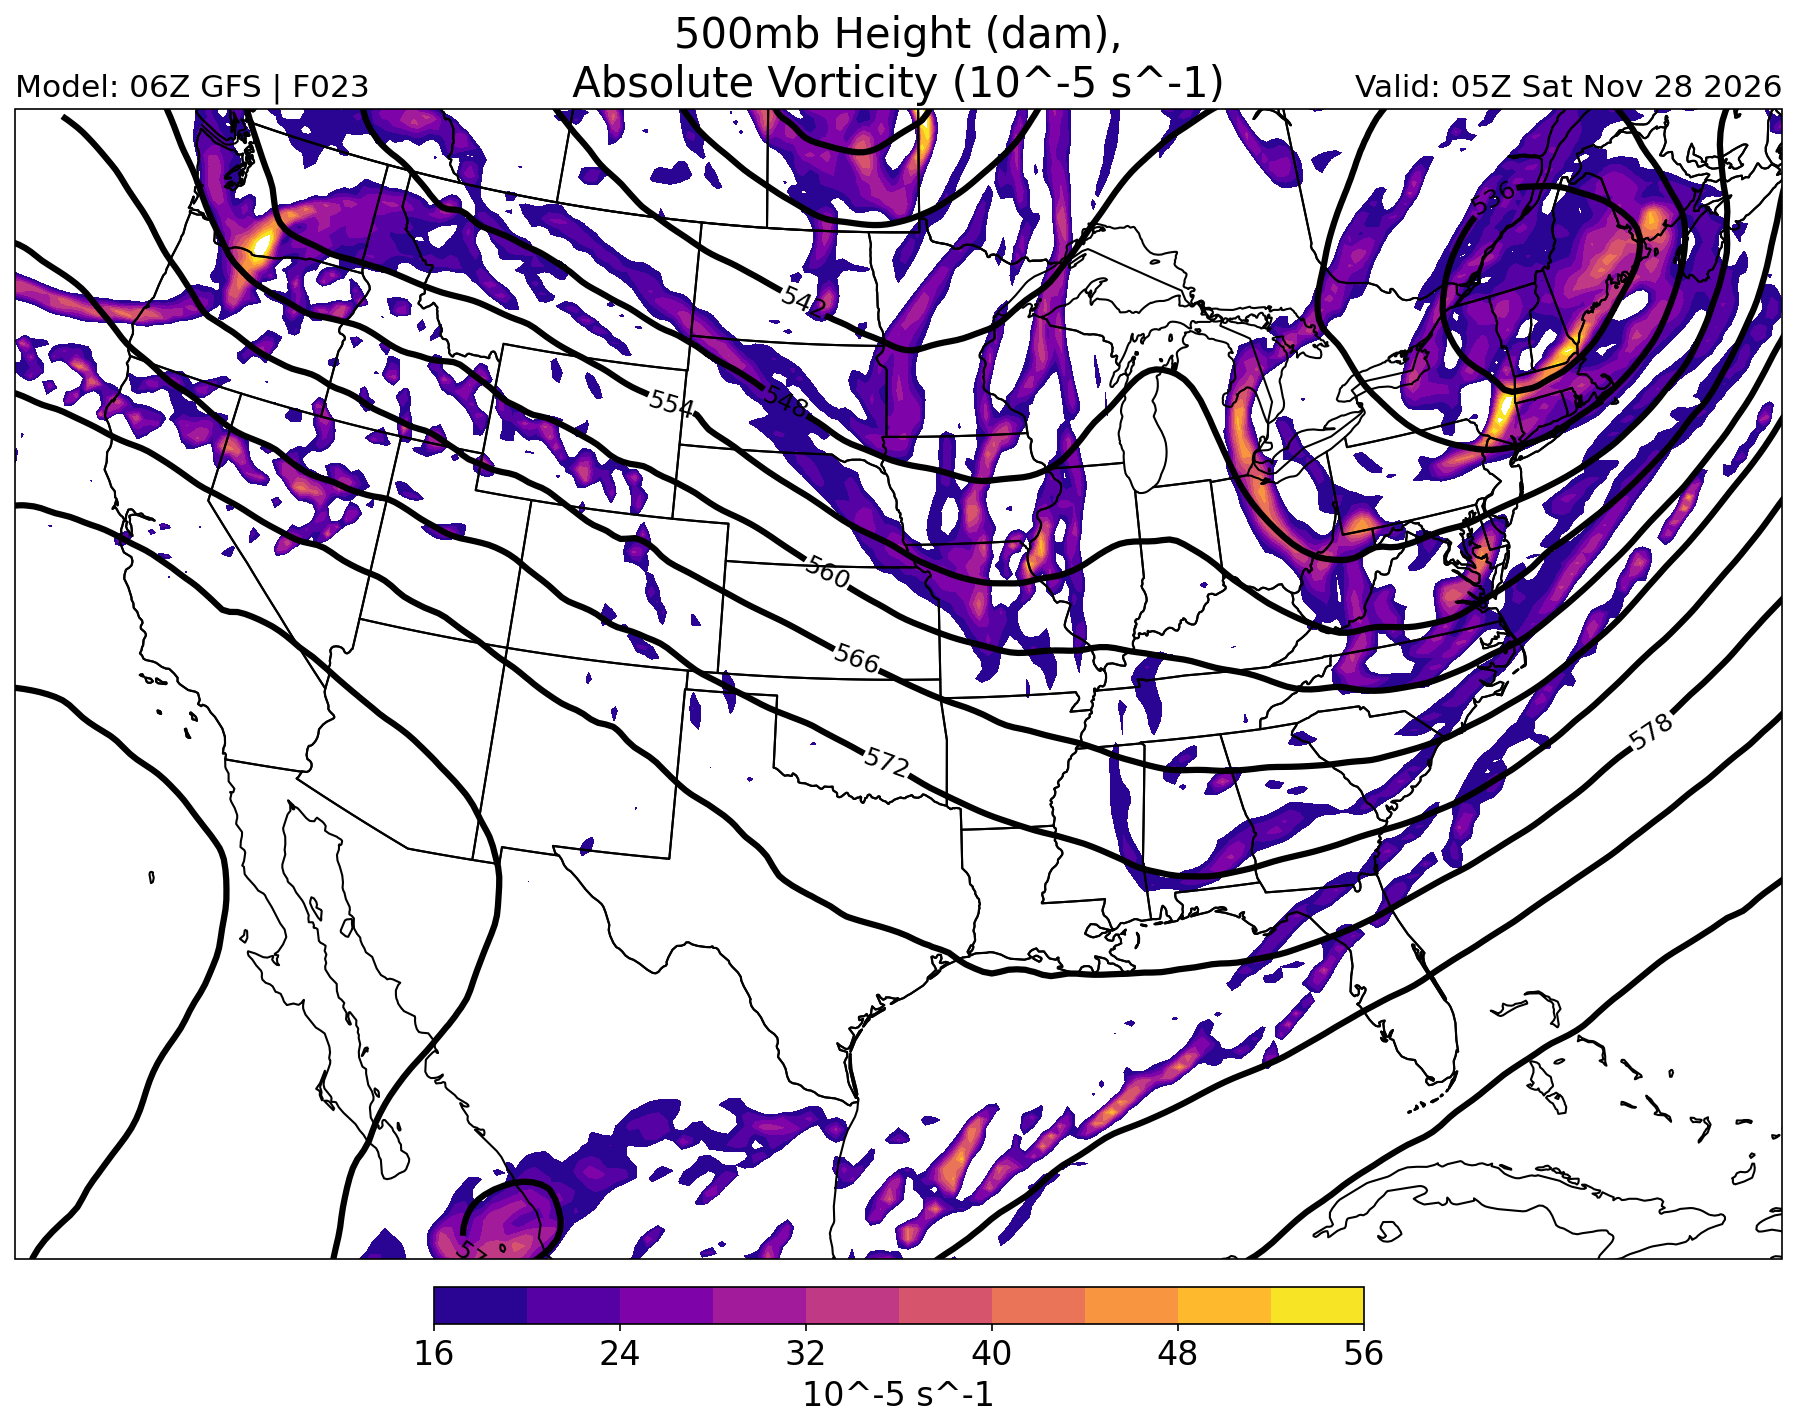 500mb Height (dam),
Model: 06Z GFS | F023
Absolute Vorticity (10^-5 s^-1)
Valid: 05Z Sat Nov 28 2026
536
542
548
554
560
566
572
578
16 24 32 40 48 56
10^-5 s^-1